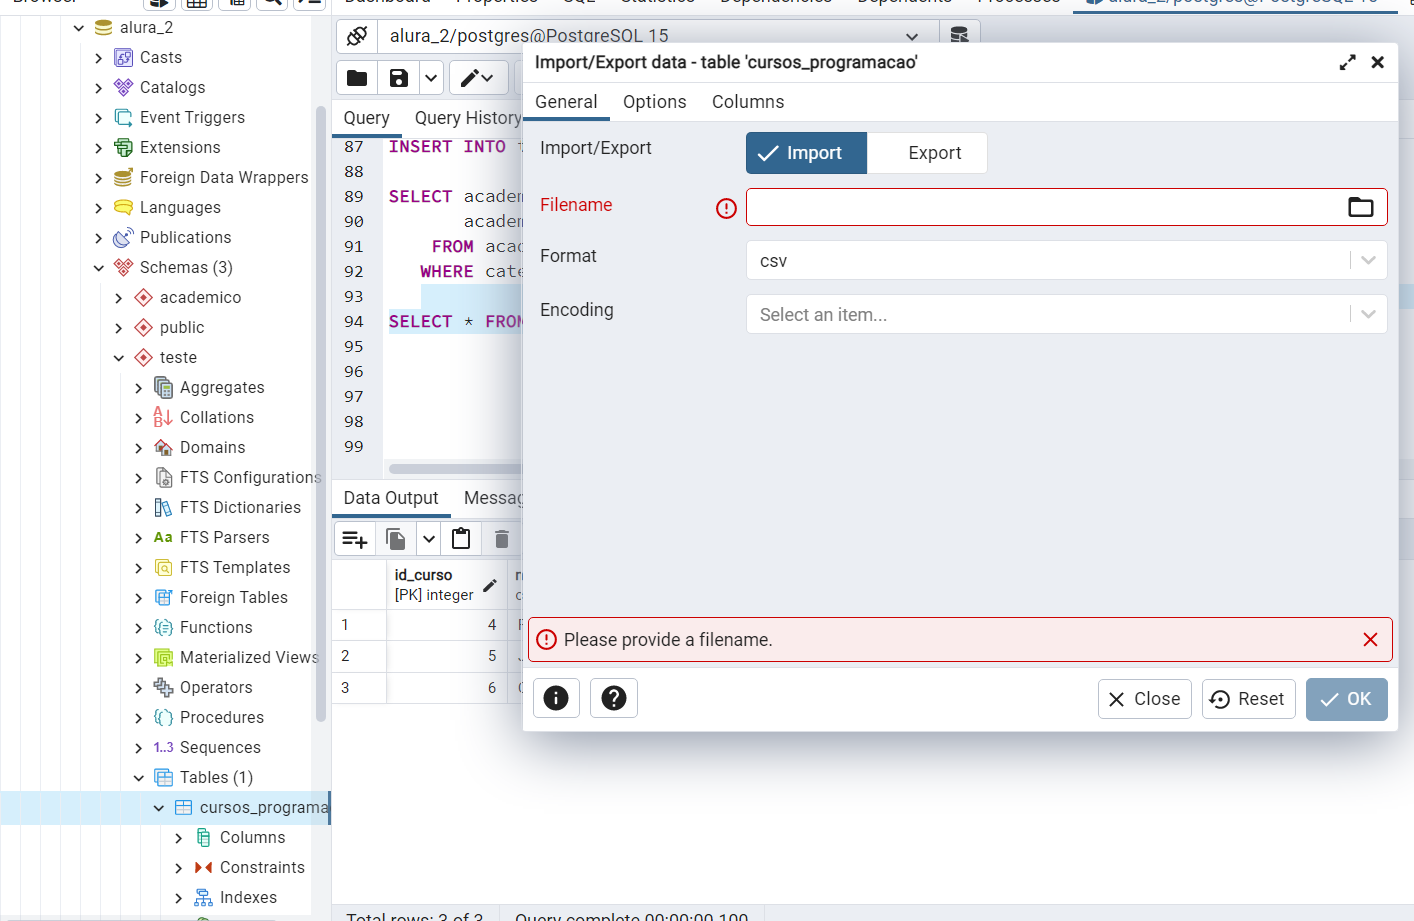 alura_2
Casts
Catalogs
Event Triggers
Extensions
Foreign Data Wrappers
Languages
Publications
Schemas (3)
academico
public
teste
Aggregates
Collations
Domains
FTS Configurations
FTS Dictionaries
Aa FTS Parsers
FTS Templates
Foreign Tables
Functions
Materialized Views
Operators
Procedures
1..3 Sequences
Tables (1)
cursos_programa
Columns
Constraints
Indexes
alura_2/postgres@PostgreSQL 15
Query
Query History
87 INSERT INTO
88
89 SELECT academ
90 academ
91 FROM acad
92 WHERE cate
93
94 SELECT * FROM
95
96
97
98
99
Data Output
Messag
id_curso
[PK] integer
1 4
2 5
3 6
Total rows: 3 of 3
Query complete 00:00:00.100
Import/Export data - table 'cursos_programacao'
General
Options
Columns
Import/Export
Import
Export
Filename
Format
csv
Encoding
Select an item...
Please provide a filename.
Close
Reset
OK